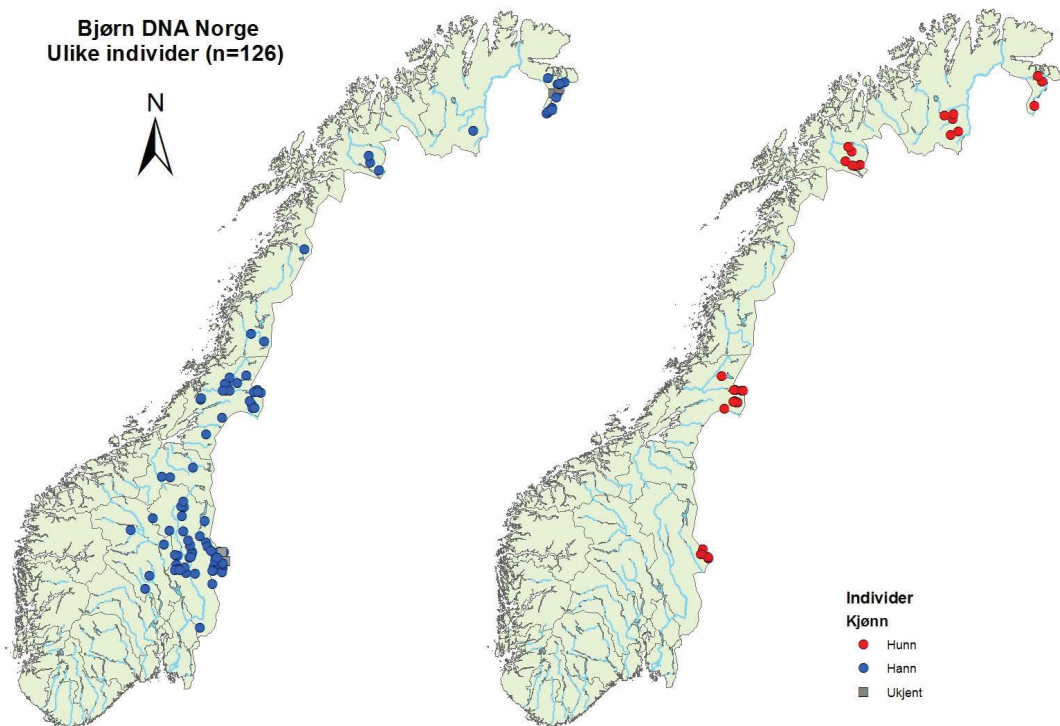 Bjørn DNA Norge
Ulike individer (n=126)
N
Individer
Kjønn
Hunn
Hann
Ukjent